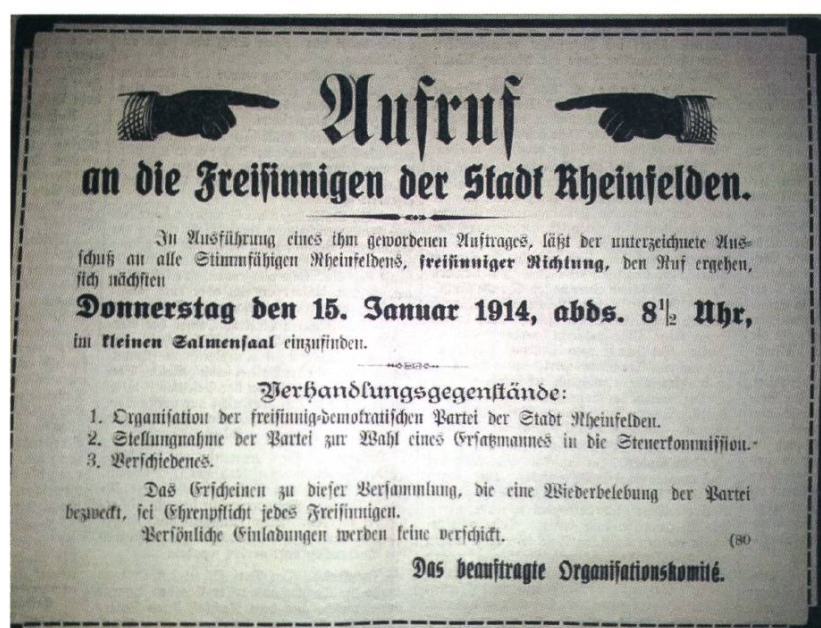 Aufruf
an die Freisinnigen der Stadt Rheinfelden.
In Ausführung eines ihm gewordenen Auftrages, läßt der unterzeichnete Aus-
schuß an alle Stimmfähigen Rheinfeldens, freisinniger Richtung, den Ruf ergehen,
sich nächsten
Donnerstag den 15. Januar 1914, abds. 8½ Uhr,
im kleinen Salmensaal einzufinden.
Verhandlungsgegenstände:
1. Organisation der freisinnig-demokratischen Partei der Stadt Rheinfelden.
2. Stellungnahme der Partei zur Wahl eines Ersatzmannes in die Steuerkommission.
3. Verschiedenes.
Das Erscheinen zu dieser Versammlung, die eine Wiederbelebung der Partei
bezweckt, sei Ehrenpflicht jedes Freisinnigen.
Persönliche Einladungen werden keine verschickt. (80
Das beauftragte Organisationskomité.